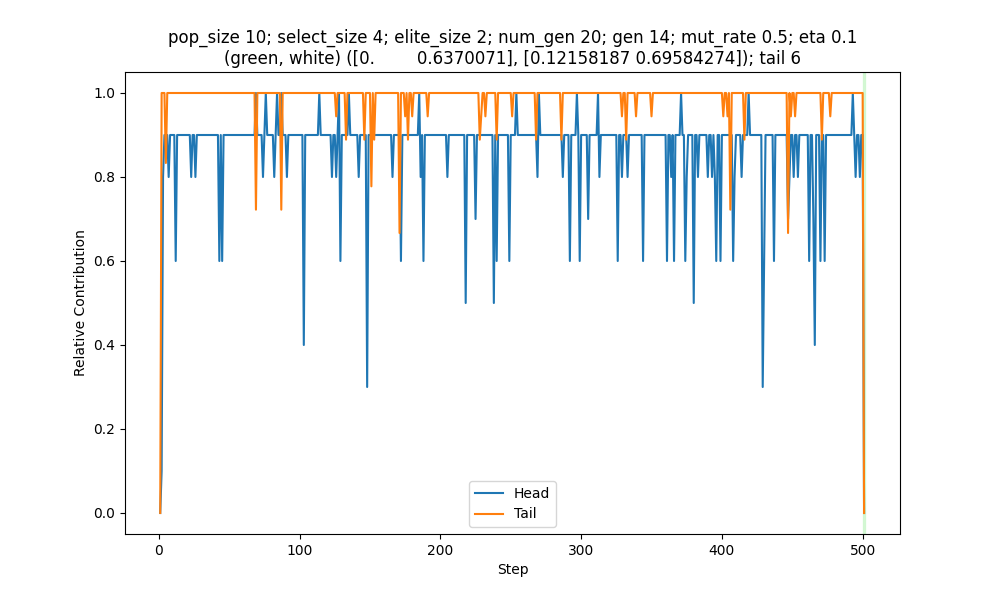 pop_size 10; select_size 4; elite_size 2; num_gen 20; gen 14; mut_rate 0.5; eta 0.1
(green, white) ([0.        0.6370071], [0.12158187 0.69584274]); tail 6
1.0
0.8
0.6
0.4
0.2
0.0
Relative Contribution
Head
Tail
0 100 200 300 400 500
Step